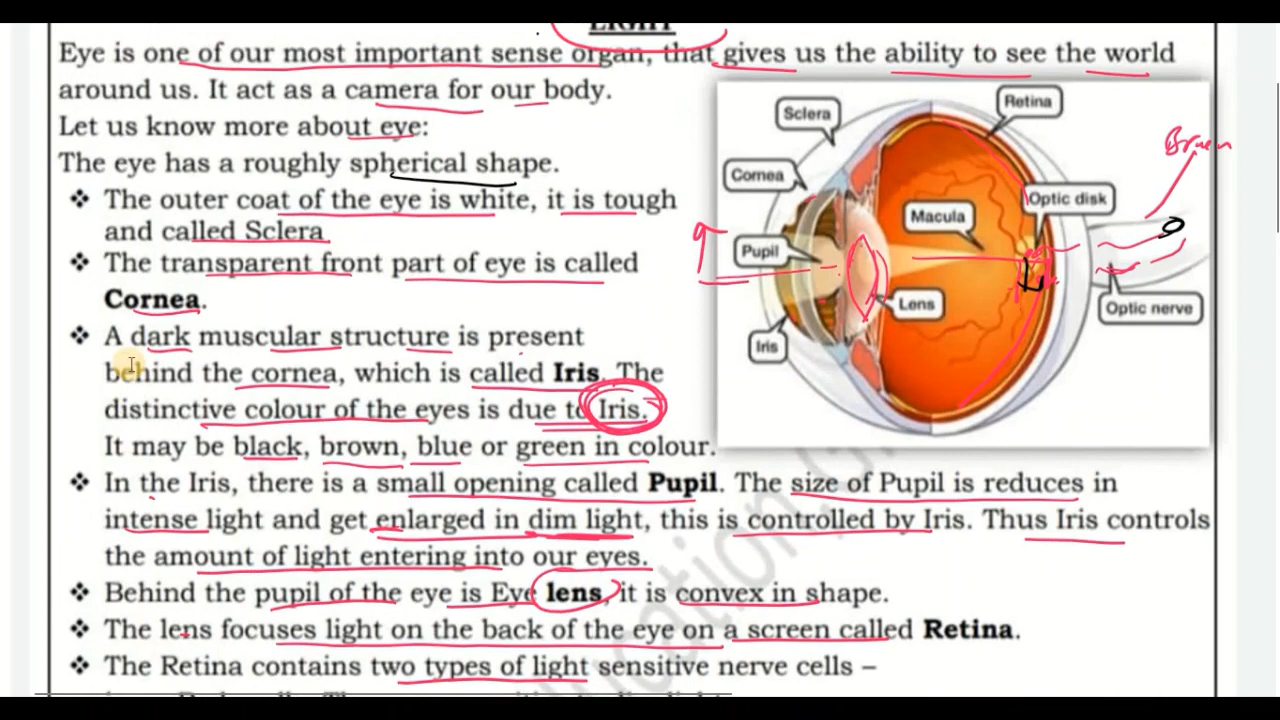 LIGHT
Eye is one of our most important sense organ, that gives us the ability to see the world
around us. It act as a camera for our body.
Let us know more about eye:
The eye has a roughly spherical shape.
❖ The outer coat of the eye is white, it is tough
and called Sclera
❖ The transparent front part of eye is called
Cornea.
❖ A dark muscular structure is present
behind the cornea, which is called Iris. The
distinctive colour of the eyes is due to Iris.
It may be black, brown, blue or green in colour.
❖ In the Iris, there is a small opening called Pupil. The size of Pupil is reduces in
intense light and get enlarged in dim light, this is controlled by Iris. Thus Iris controls
the amount of light entering into our eyes.
❖ Behind the pupil of the eye is Eye lens, it is convex in shape.
❖ The lens focuses light on the back of the eye on a screen called Retina.
❖ The Retina contains two types of light sensitive nerve cells –
Sclera
Retina
Cornea
Optic disk
Macula
Pupil
Lens
Optic nerve
Iris